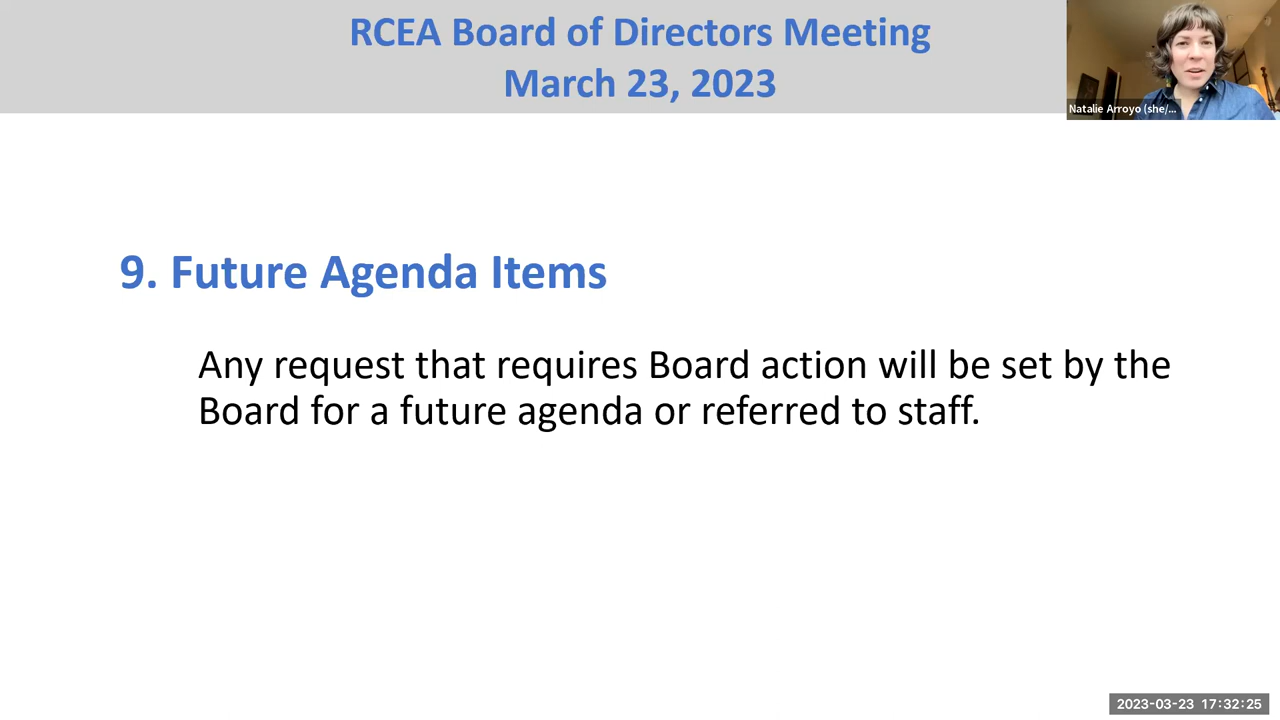 RCEA Board of Directors Meeting
March 23, 2023
Natalie Arroyo (she/...
9. Future Agenda Items
Any request that requires Board action will be set by the
Board for a future agenda or referred to staff.
2023-03-23 17:32:25